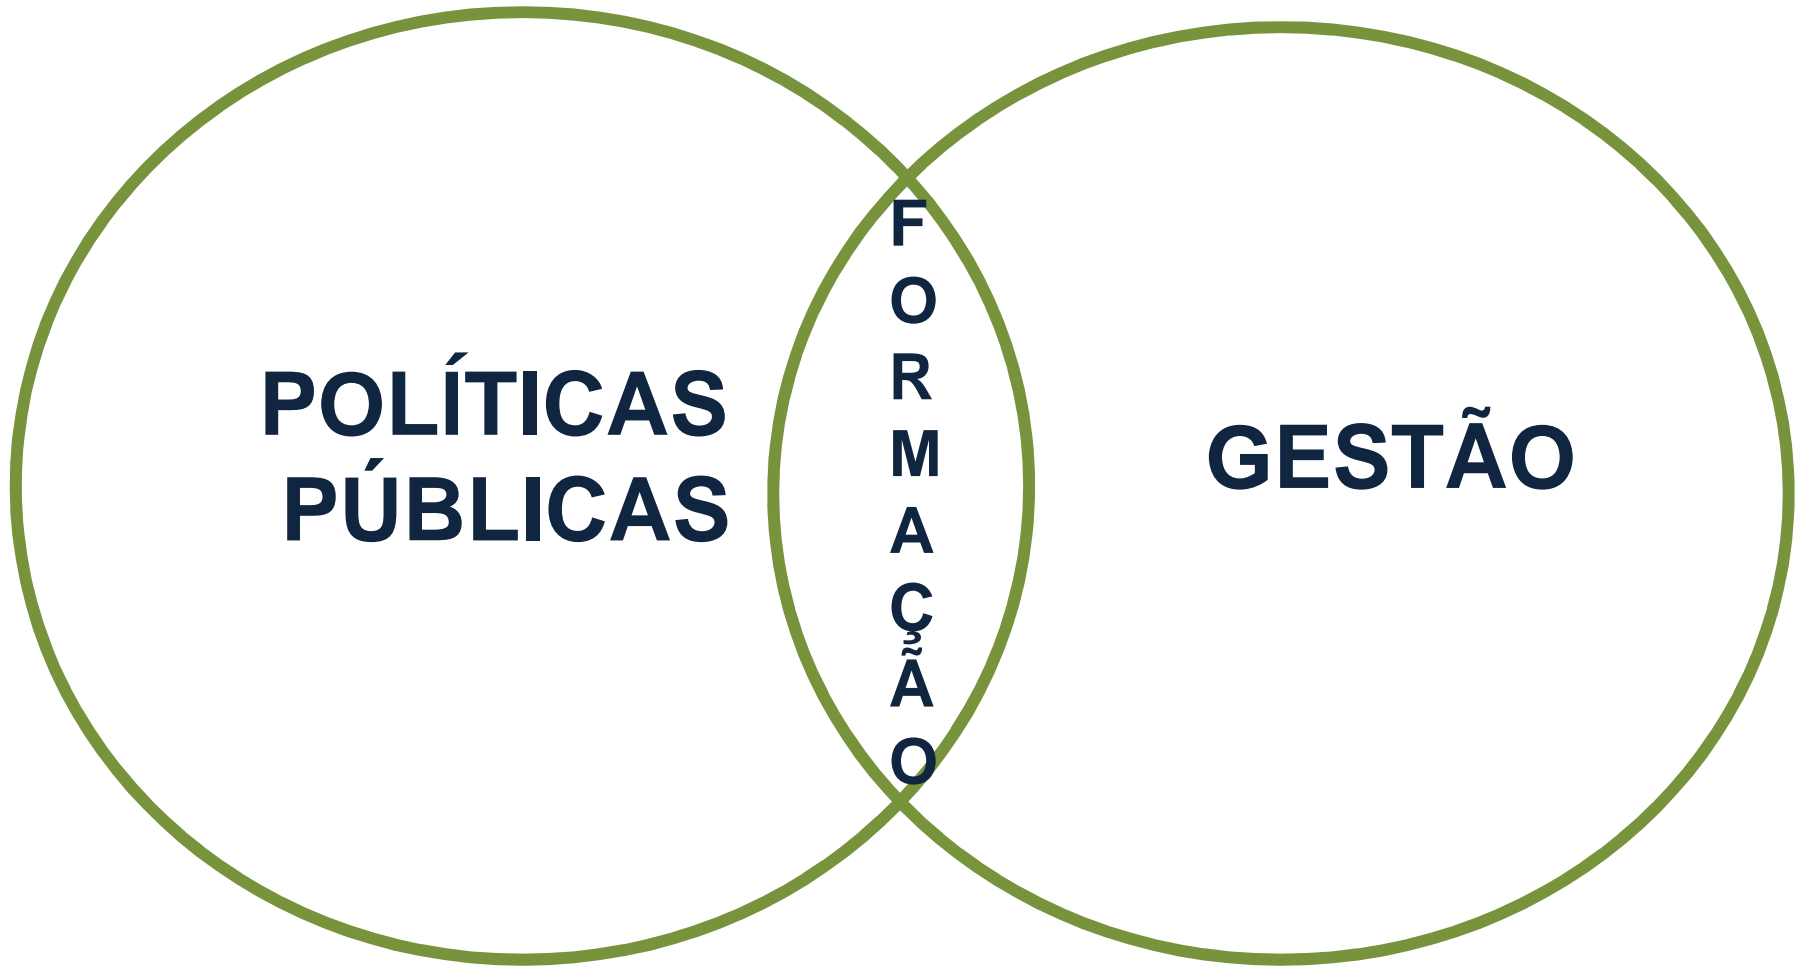 POLÍTICAS
PÚBLICAS
F
O
R
M
A
Ç
Ã
O
GESTÃO